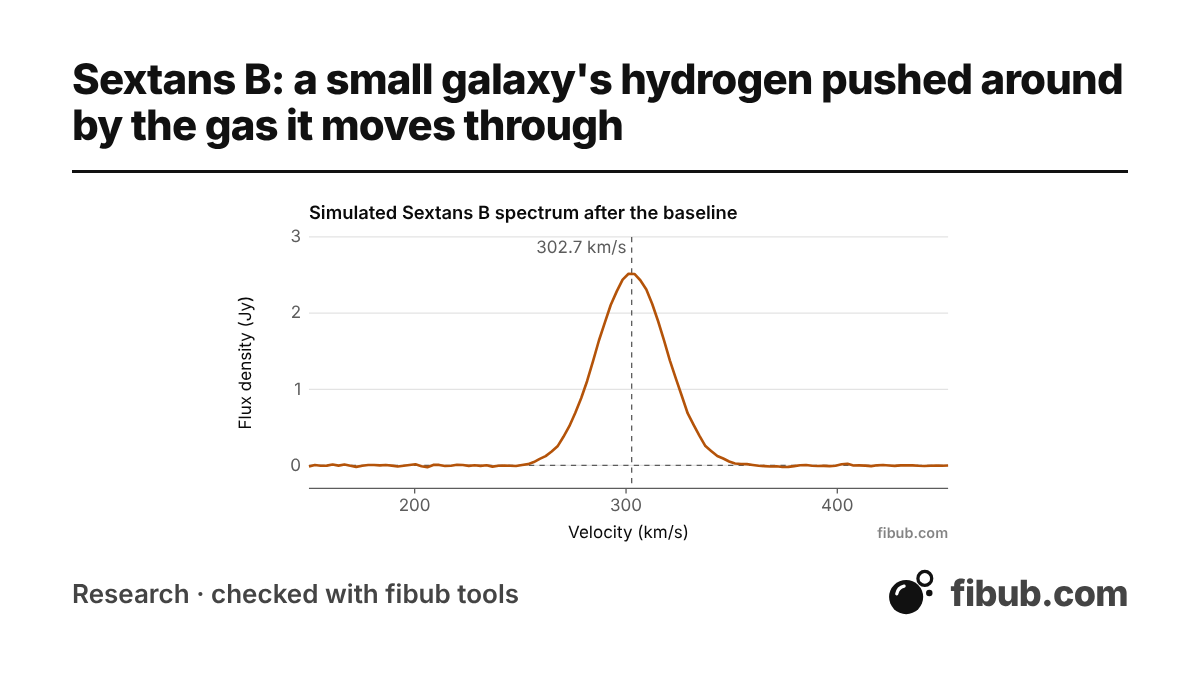 Sextans B: a small galaxy's hydrogen pushed around
by the gas it moves through
Simulated Sextans B spectrum after the baseline
3
302.7 km/s
2
1
0
Flux density (Jy)
200
300
400
Velocity (km/s)
fibub.com
Research · checked with fibub tools
fibub.com